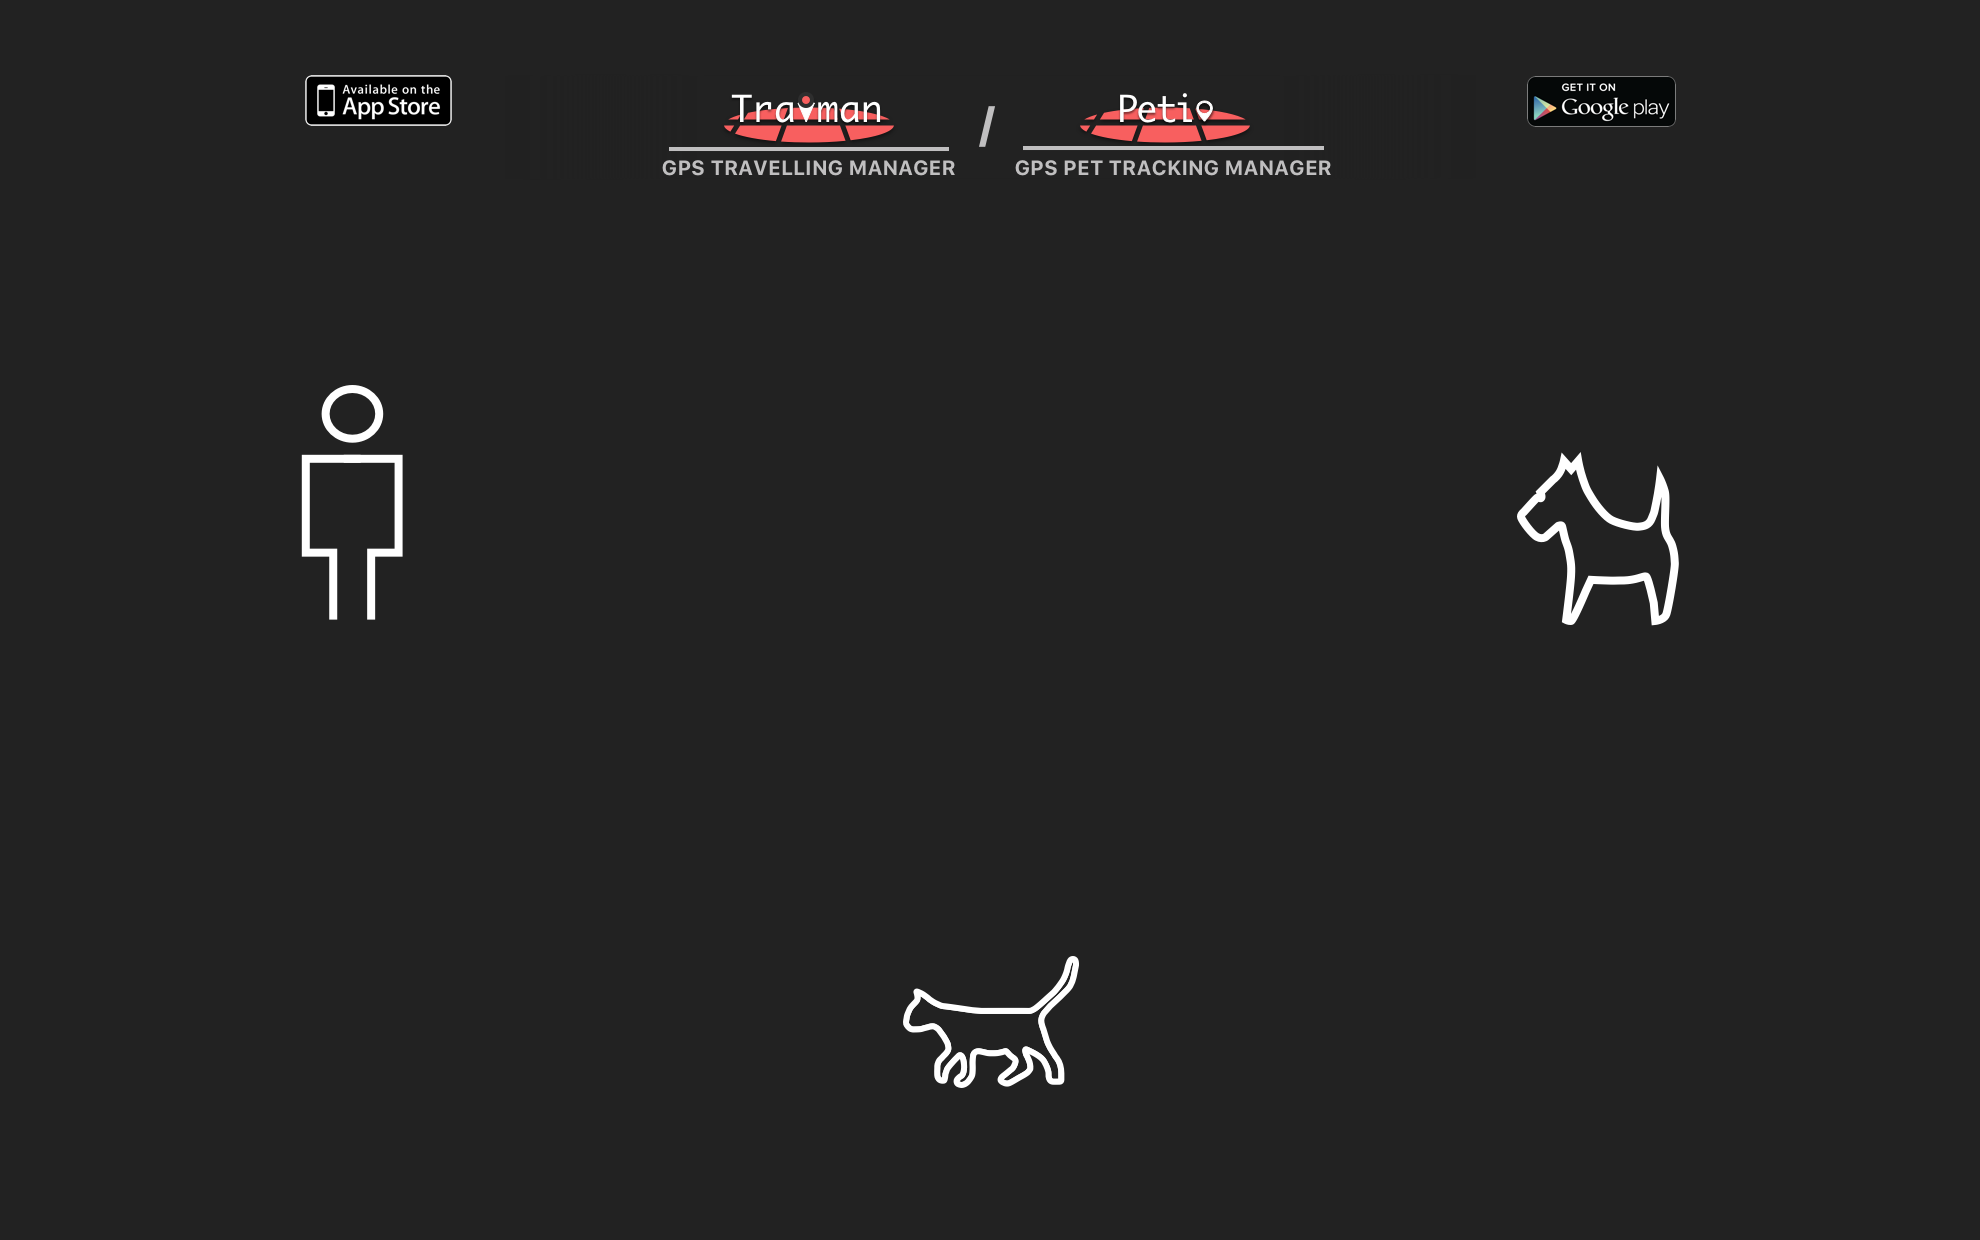 Available on the
App Store
Travman
GPS TRAVELLING MANAGER
/
Petio
GPS PET TRACKING MANAGER
GET IT ON
Google play